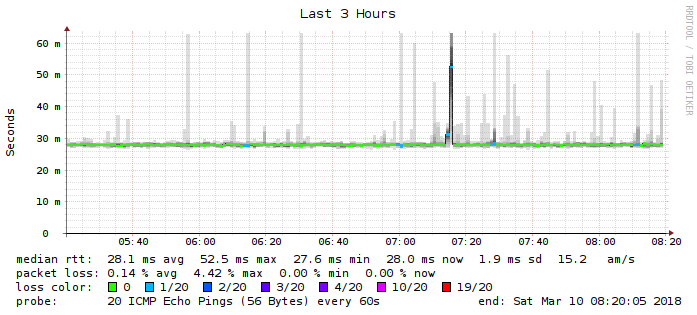 Last 3 Hours
RRDTOOL / TOBI OETIKER
Seconds
60 m
50 m
40 m
30 m
20 m
10 m
0
05:40 06:00 06:20 06:40 07:00 07:20 07:40 08:00 08:20
median rtt: 28.1 ms avg 52.5 ms max 27.6 ms min 28.0 ms now 1.9 ms sd 15.2 am/s
packet loss: 0.14 % avg 4.42 % max 0.00 % min 0.00 % now
loss color: 0 1/20 2/20 3/20 4/20 10/20 19/20
probe: 20 ICMP Echo Pings (56 Bytes) every 60s end: Sat Mar 10 08:20:05 2018